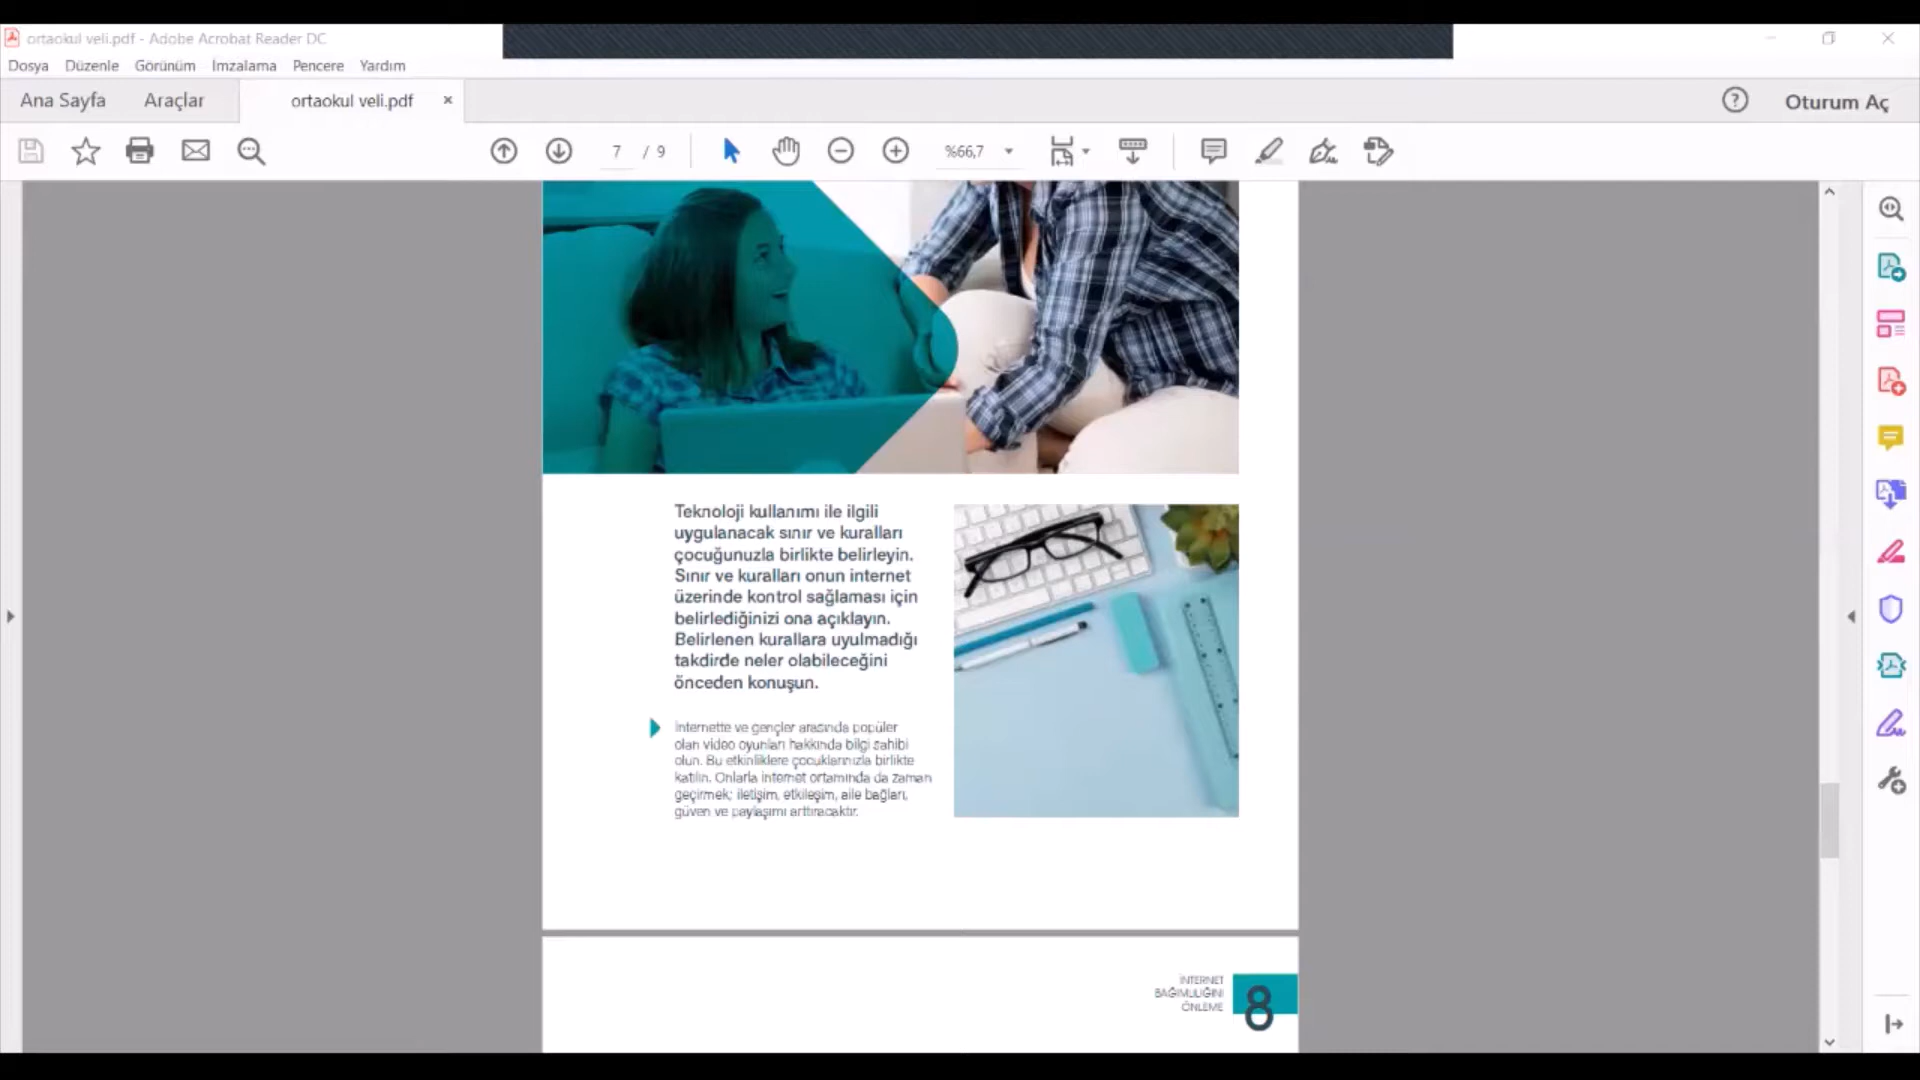 ortaokul veli.pdf - Adobe Acrobat Reader DC
Dosya Düzenle Görünüm İmzalama Pencere Yardım
Ana Sayfa Araçlar ortaokul veli.pdf × Oturum Aç
7 / 9 %66,7
Teknoloji kullanımı ile ilgili
uygulanacak sınır ve kuralları
çocuğunuzla birlikte belirleyin.
Sınır ve kuralları onun internet
üzerinde kontrol sağlaması için
belirlediğinizi ona açıklayın.
Belirlenen kurallara uyulmadığı
takdirde neler olabileceğini
önceden konuşun.
İnternette ve gençler arasında popüler
olan video oyunları hakkında bilgi sahibi
olun. Bu etkinliklere çocuklarınızla birlikte
katılın. Onlarla internet ortamında da zaman
geçirmek; iletişim, etkileşim, aile bağları,
güven ve paylaşımı arttıracaktır.
İNTERNET
BAĞIMLILIĞINI
ÖNLEME
8